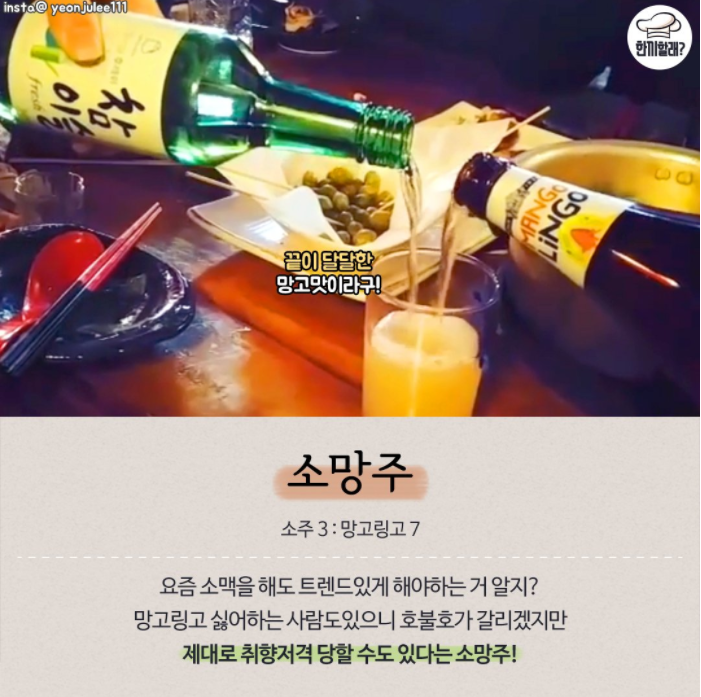 insta@ yeonjulee111
한끼할래?
참
이슬
fresh
MANGO
LiNGO
끝이 달달한
망고맛이라구!
소망주
소주 3 : 망고링고 7
요즘 소맥을 해도 트렌드있게 해야하는 거 알지?
망고링고 싫어하는 사람도있으니 호불호가 갈리겠지만
제대로 취향저격 당할 수도 있다는 소망주!